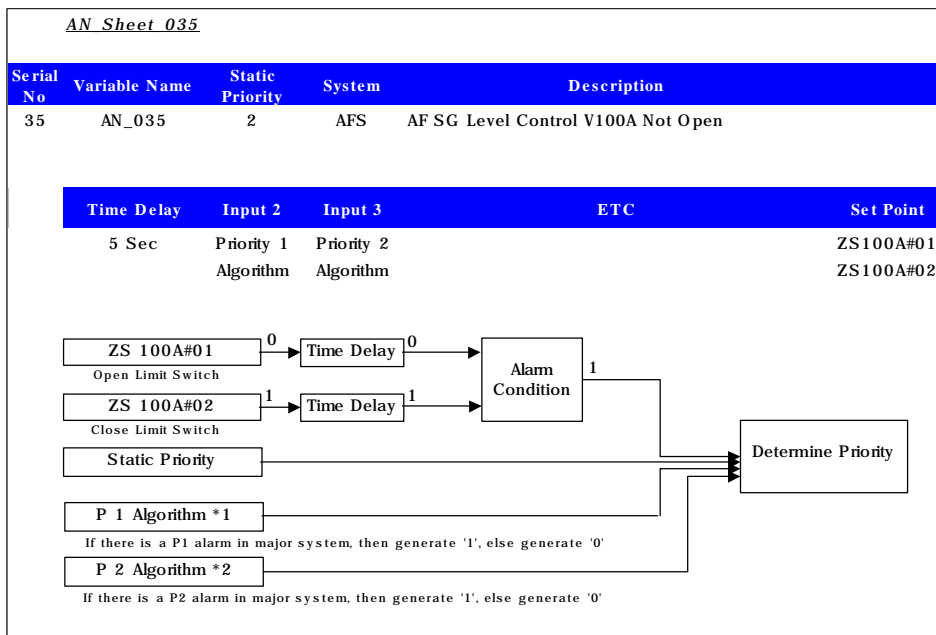 AN Sheet 035
Serial No Variable Name Static Priority System Description
35 AN_035 2 AFS AF SG Level Control V100A Not Open
Time Delay Input 2 Input 3 ETC Set Point
5 Sec Priority 1 Priority 2 ZS100A#01
Algorithm Algorithm ZS100A#02
ZS 100A#01 0 Time Delay 0
Open Limit Switch
Alarm Condition 1
ZS 100A#02 1 Time Delay 1
Close Limit Switch
Static Priority
Determine Priority
P 1 Algorithm *1
If there is a P1 alarm in major system, then generate '1', else generate '0'
P 2 Algorithm *2
If there is a P2 alarm in major system, then generate '1', else generate '0'